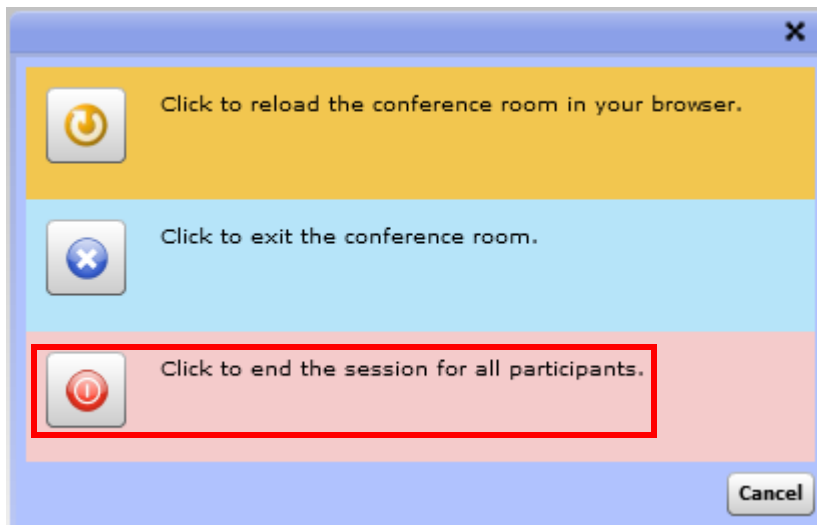 Click to reload the conference room in your browser.
Click to exit the conference room.
Click to end the session for all participants.
Cancel